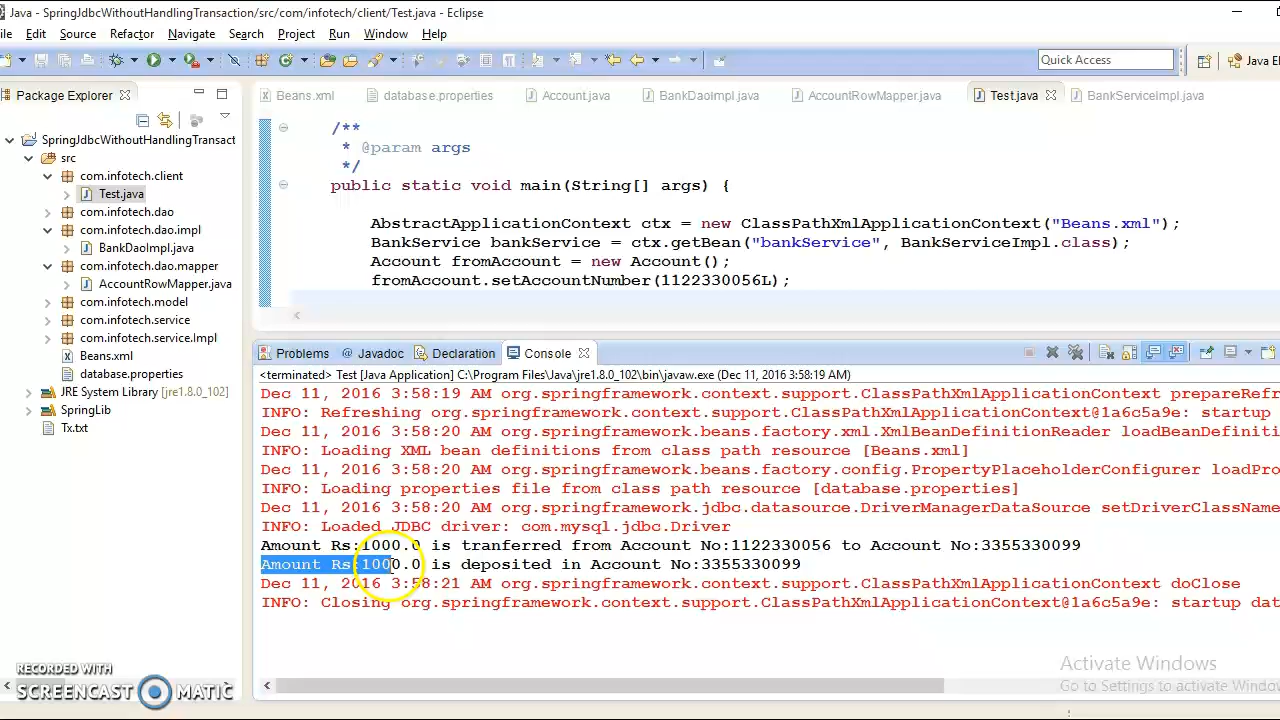 Java - SpringJdbcWithoutHandlingTransaction/src/com/infotech/client/Test.java - Eclipse
ile Edit Source Refactor Navigate Search Project Run Window Help
Quick Access
Java E
Package Explorer
Beans.xml database.properties Account.java BankDaoImpl.java AccountRowMapper.java Test.java BankServiceImpl.java
SpringJdbcWithoutHandlingTransact
src
com.infotech.client
Test.java
com.infotech.dao
com.infotech.dao.impl
BankDaoImpl.java
com.infotech.dao.mapper
AccountRowMapper.java
com.infotech.model
com.infotech.service
com.infotech.service.Impl
Beans.xml
database.properties
JRE System Library [jre1.8.0_102]
SpringLib
Tx.txt
/**
* @param args
*/
public static void main(String[] args) {
AbstractApplicationContext ctx = new ClassPathXmlApplicationContext("Beans.xml");
BankService bankService = ctx.getBean("bankService", BankServiceImpl.class);
Account fromAccount = new Account();
fromAccount.setAccountNumber(1122330056L);
Problems @ Javadoc Declaration Console
<terminated> Test [Java Application] C:\Program Files\Java\jre1.8.0_102\bin\javaw.exe (Dec 11, 2016 3:58:19 AM)
Dec 11, 2016 3:58:19 AM org.springframework.context.support.ClassPathXmlApplicationContext prepareRefr
INFO: Refreshing org.springframework.context.support.ClassPathXmlApplicationContext@1a6c5a9e: startup
Dec 11, 2016 3:58:20 AM org.springframework.beans.factory.xml.XmlBeanDefinitionReader loadBeanDefiniti
INFO: Loading XML bean definitions from class path resource [Beans.xml]
Dec 11, 2016 3:58:20 AM org.springframework.beans.factory.config.PropertyPlaceholderConfigurer loadPro
INFO: Loading properties file from class path resource [database.properties]
Dec 11, 2016 3:58:20 AM org.springframework.jdbc.datasource.DriverManagerDataSource setDriverClassName
INFO: Loaded JDBC driver: com.mysql.jdbc.Driver
Amount Rs:1000.0 is tranferred from Account No:1122330056 to Account No:3355330099
Amount Rs:1000.0 is deposited in Account No:3355330099
Dec 11, 2016 3:58:21 AM org.springframework.context.support.ClassPathXmlApplicationContext doClose
INFO: Closing org.springframework.context.support.ClassPathXmlApplicationContext@1a6c5a9e: startup dat
Activate Windows
Go to Settings to activate Window
RECORDED WITH
SCREENCAST MATIC